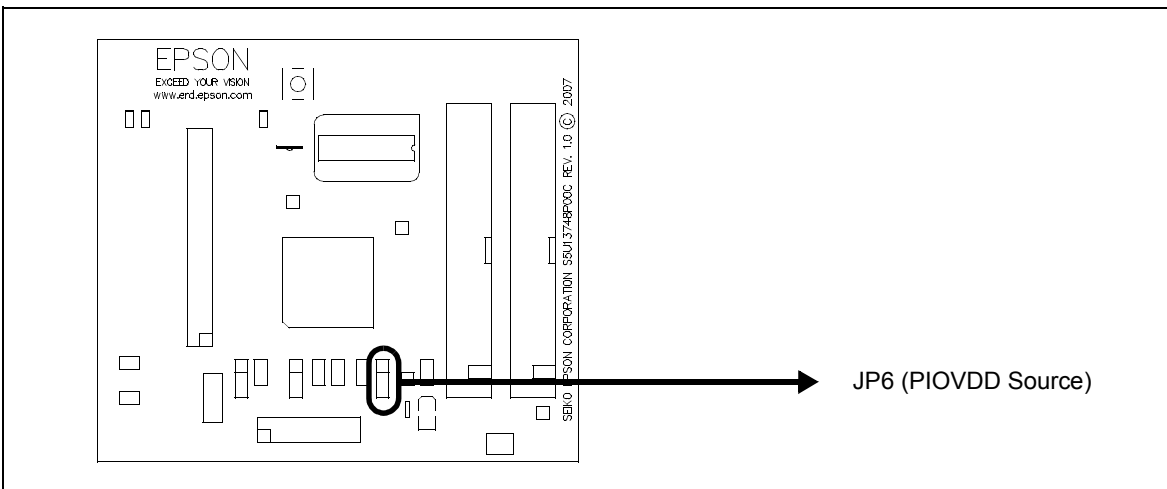 EPSON
EXCEED YOUR VISION
www.erd.epson.com
SEIKO EPSON CORPORATION S5U13748P00C REV. 1.0 © 2007
JP6 (PIOVDD Source)